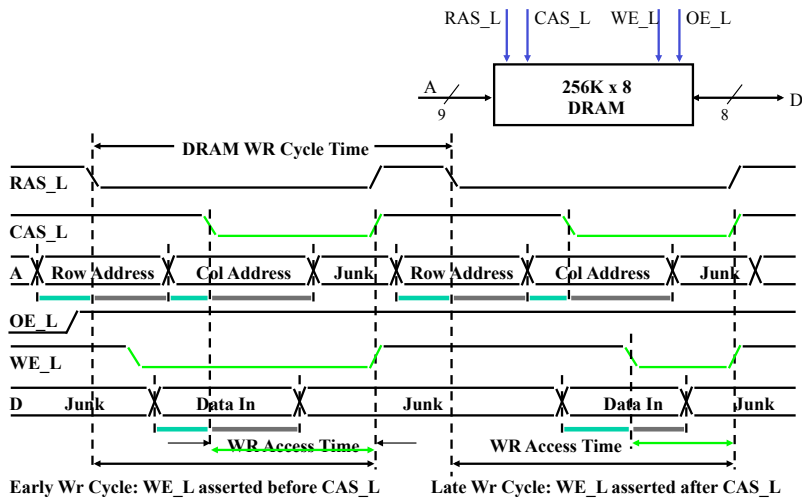 RAS_L CAS_L WE_L OE_L
A 256K x 8 D
9 DRAM 8
DRAM WR Cycle Time
RAS_L
CAS_L
A Row Address Col Address Junk Row Address Col Address Junk
OE_L
WE_L
D Junk Data In Junk Data In Junk
WR Access Time WR Access Time
Early Wr Cycle: WE_L asserted before CAS_L Late Wr Cycle: WE_L asserted after CAS_L